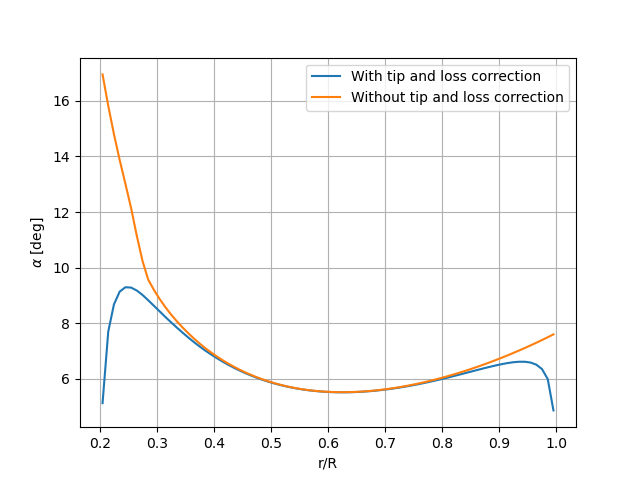 With tip and loss correction
Without tip and loss correction
16
14
12
10
8
6
α [deg]
0.2 0.3 0.4 0.5 0.6 0.7 0.8 0.9 1.0
r/R